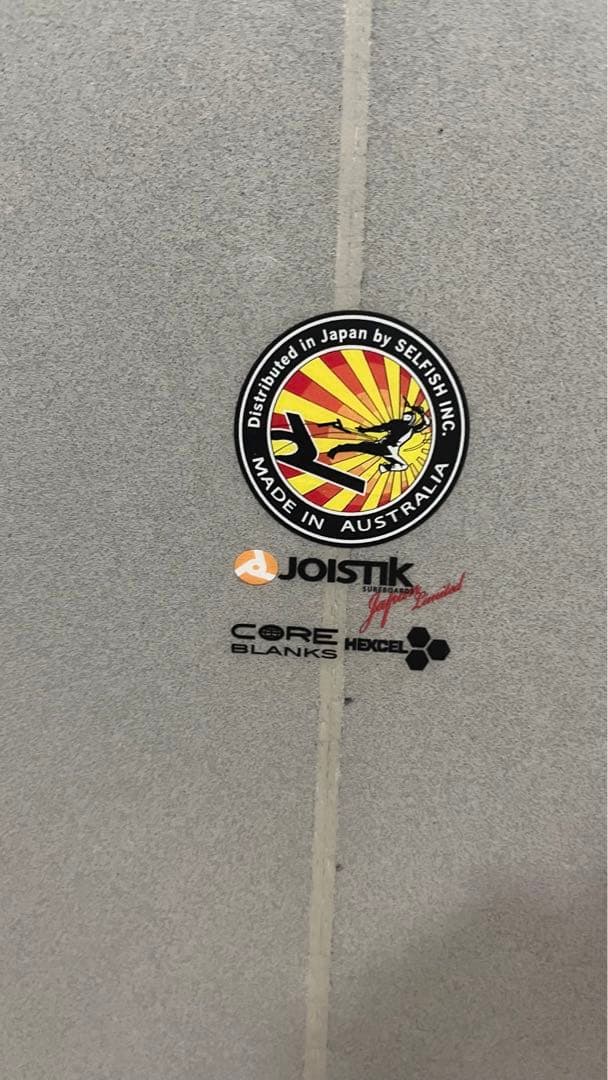 Distributed in Japan by SELFISH INC.
MADE IN AUSTRALIA
JOISTIK
SURFBOARDS
Japan Limited
CORE
BLANKS
HEXCEL